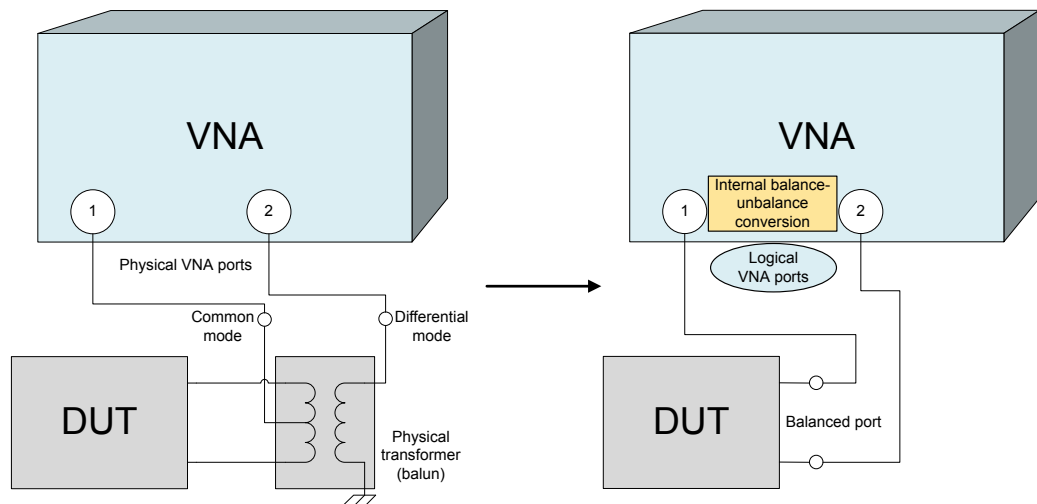 VNA
1
2
Physical VNA ports
Common
mode
Differential
mode
DUT
Physical
transformer
(balun)
VNA
1
Internal balance-
unbalance
conversion
2
Logical
VNA ports
DUT
Balanced port